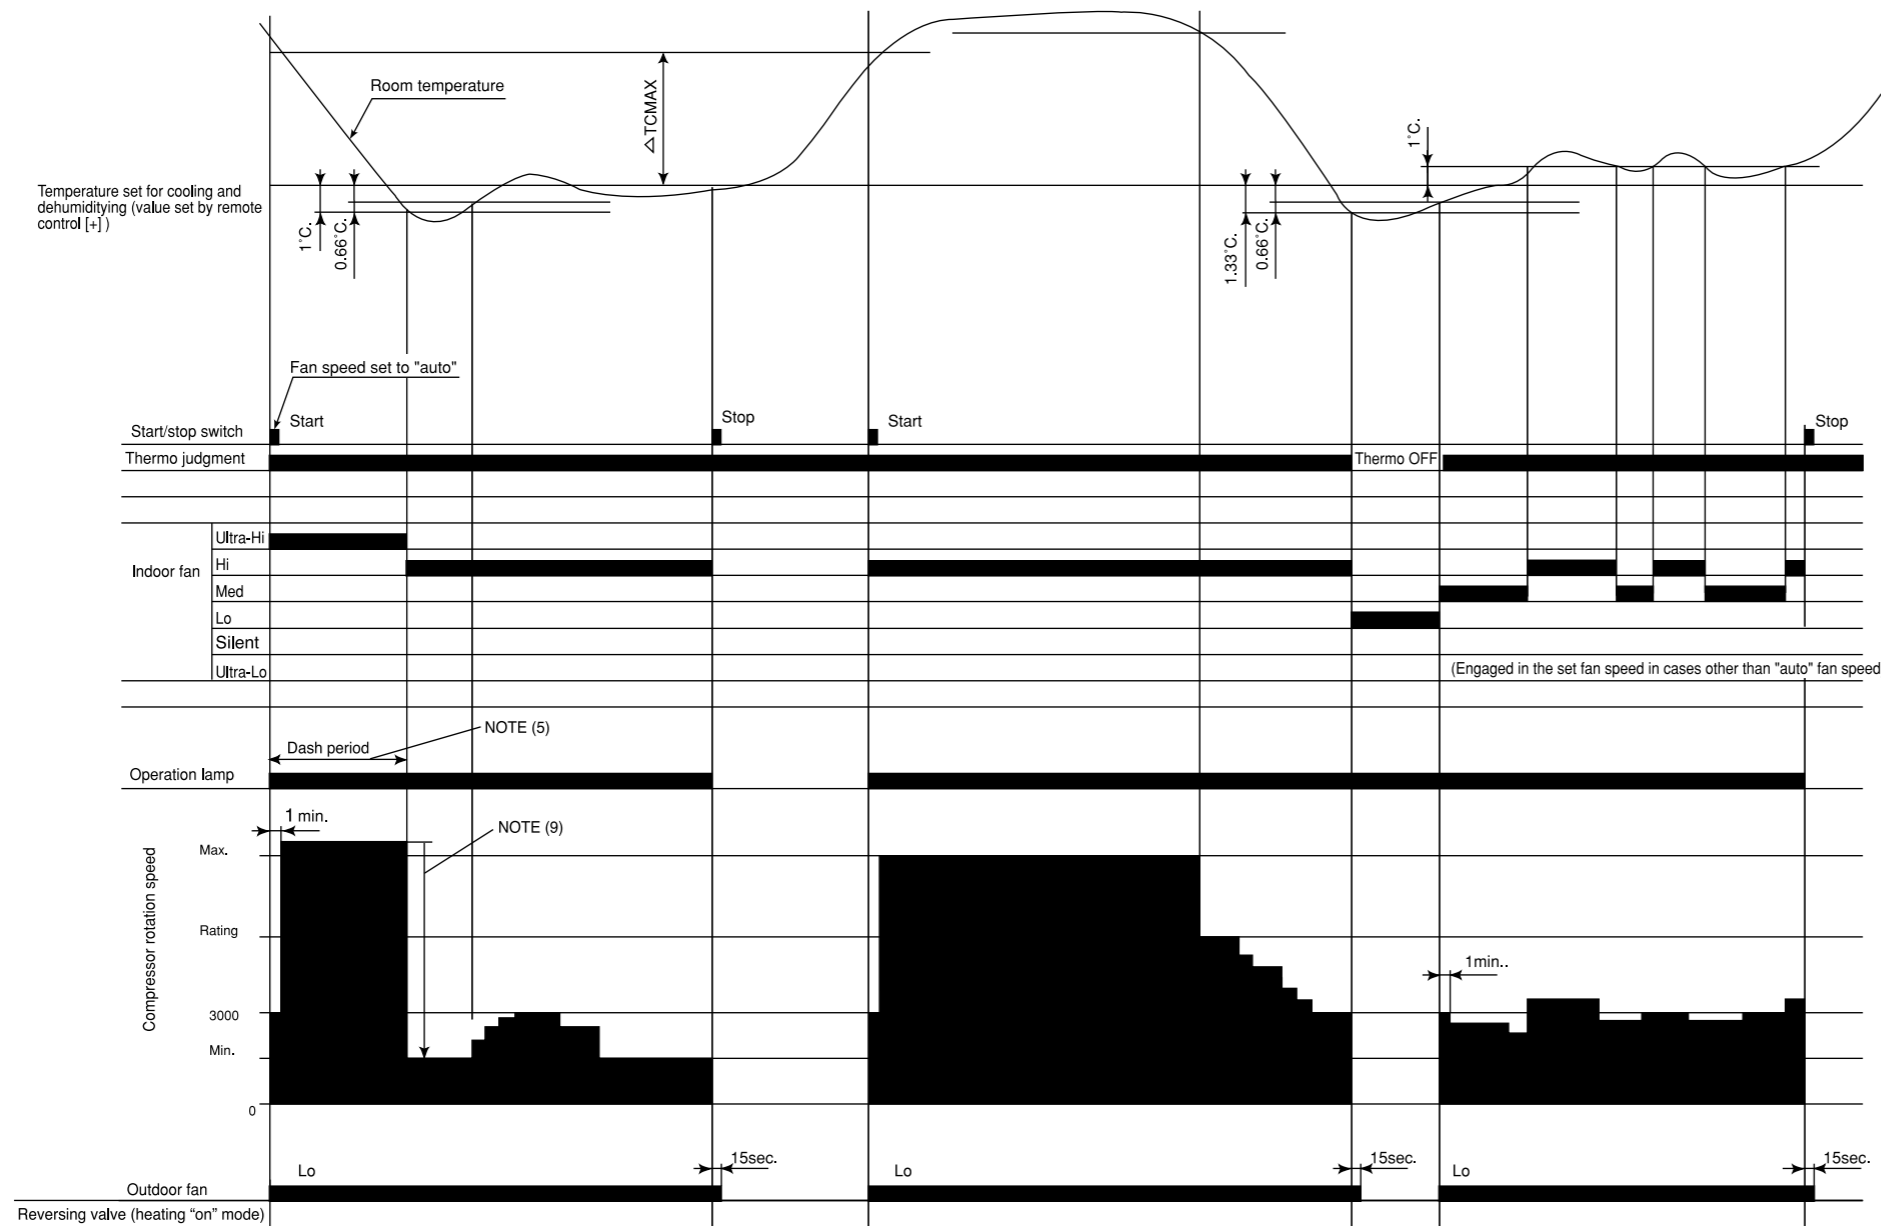 Room temperature
△TCMAX
1°C.
Temperature set for cooling and
dehumiditying (value set by remote
control [+] )
1°C.
0.66°C.
1.33°C.
0.66°C.
Fan speed set to "auto"
Start
Stop
Start
Stop
Start/stop switch
Thermo judgment
Thermo OFF
Indoor fan
Ultra-Hi
Hi
Med
Lo
Silent
Ultra-Lo
(Engaged in the set fan speed in cases other than "auto" fan speed
NOTE (5)
Dash period
Operation lamp
1 min.
NOTE (9)
Compressor rotation speed
Max.
Rating
3000
Min.
0
1min..
Lo
15sec.
Lo
15sec.
Lo
15sec.
Outdoor fan
Reversing valve (heating “on” mode)